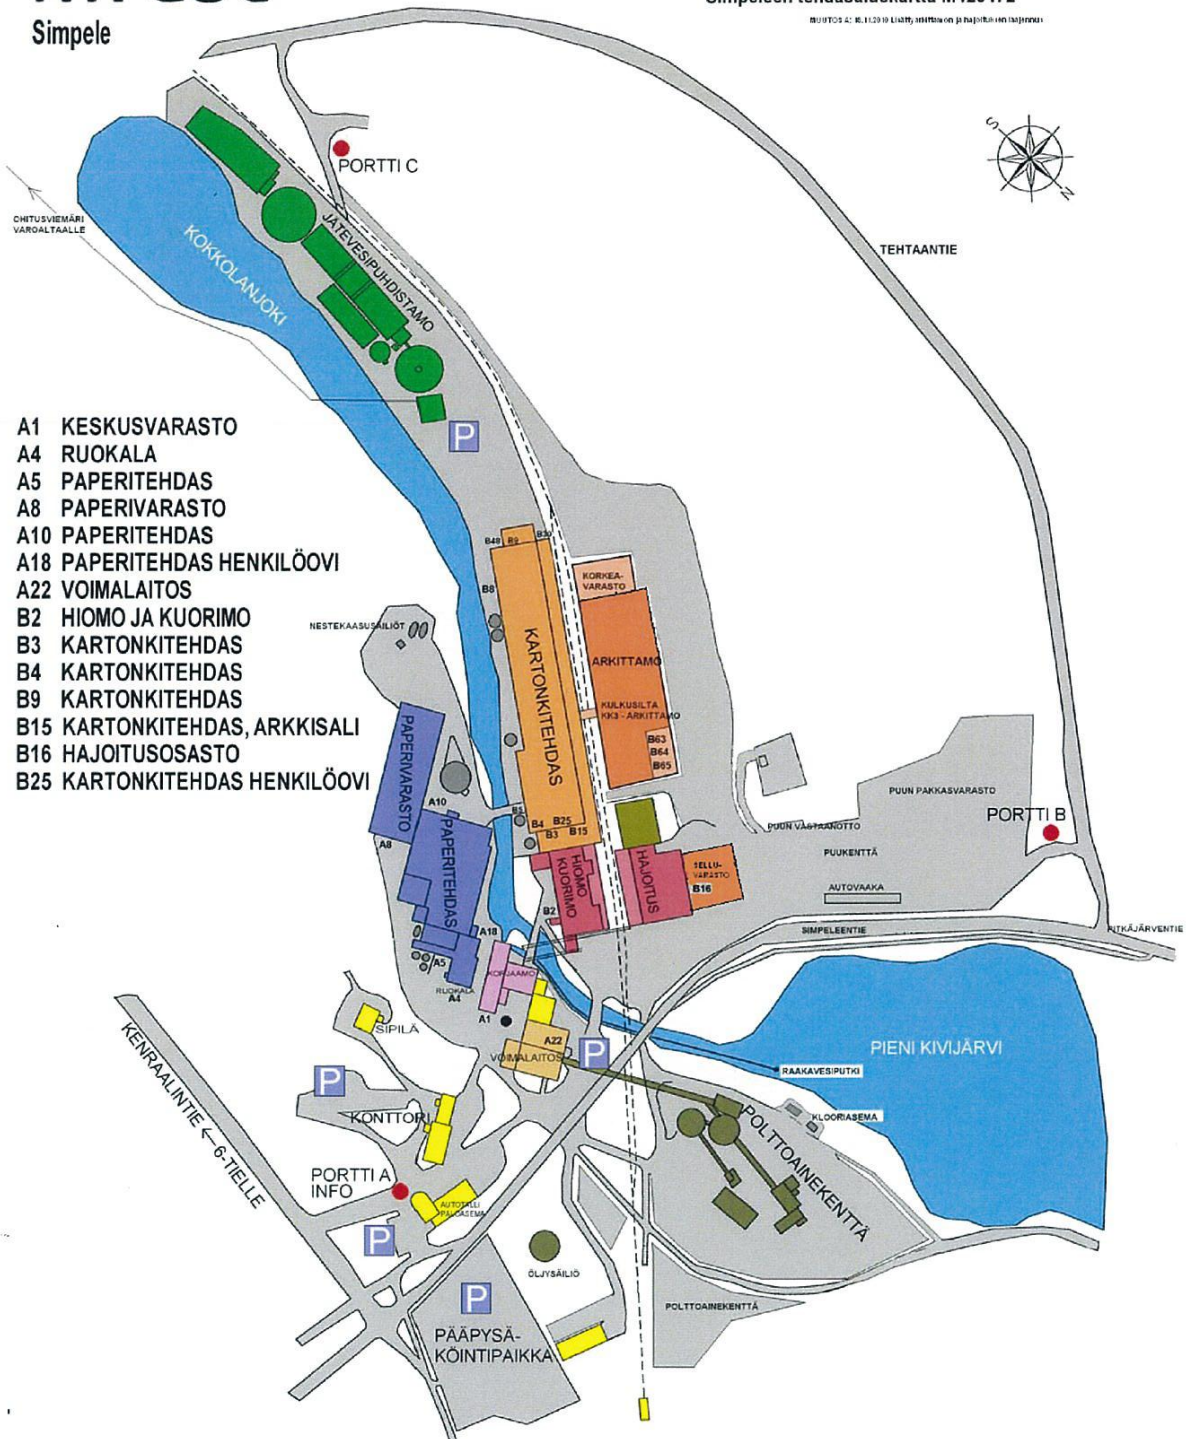 Simpele
PORTTI C
OHITUSVIEMÄRI
VAROALTAALLE
S
N
TEHTAANTIE
KOKKOLANJOKI
JÄTEVESIPUHDISTAMO
P
A1 KESKUSVARASTO
A4 RUOKALA
A5 PAPERITEHDAS
A8 PAPERIVARASTO
A10 PAPERITEHDAS
A18 PAPERITEHDAS HENKILÖOVI
A22 VOIMALAITOS
B2 HIOMO JA KUORIMO
B3 KARTONKITEHDAS
B4 KARTONKITEHDAS
B9 KARTONKITEHDAS
B15 KARTONKITEHDAS, ARKKISALI
B16 HAJOITUSOSASTO
B25 KARTONKITEHDAS HENKILÖOVI
B48 B9
B8
KORKEA-
VARASTO
NESTEKAASUSÄILIÖT
KARTONKITEHDAS
ARKITTAMO
KULKUSILTA
KK3 - ARKITTAMO
B63
B64
B65
PAPERIVARASTO
A10
A8
PAPERITEHDAS
B5
B4 B25
B3 B15
PUUN PAKKASVARASTO
PORTTI B
PUUN VASTAANOTTO
PUUKENTTÄ
AUTOVAAKA
HIOMO
KUORIMO
HAJOITUS
SELLU-
VARASTO
B16
B2
SIMPELEENTIE
PITKÄJÄRVENTIE
A18
A5
RUOKALA
A4
KORJAAMO
A1
A22
VOIMALAITOS
P
SIPILÄ
PIENI KIVIJÄRVI
RAAKAVESIPUTKI
KLOORIASEMA
P
KONTTORI
KENRAALINTIE ← 6-TIELLE
PORTTI A
INFO
AUTOTALLI
PALOASEMA
POLTTOAINEKENTTÄ
P
ÖLJYSÄILIÖ
P
PÄÄPYSÄ-
KÖINTIPAIKKA
POLTTOAINEKENTTÄ